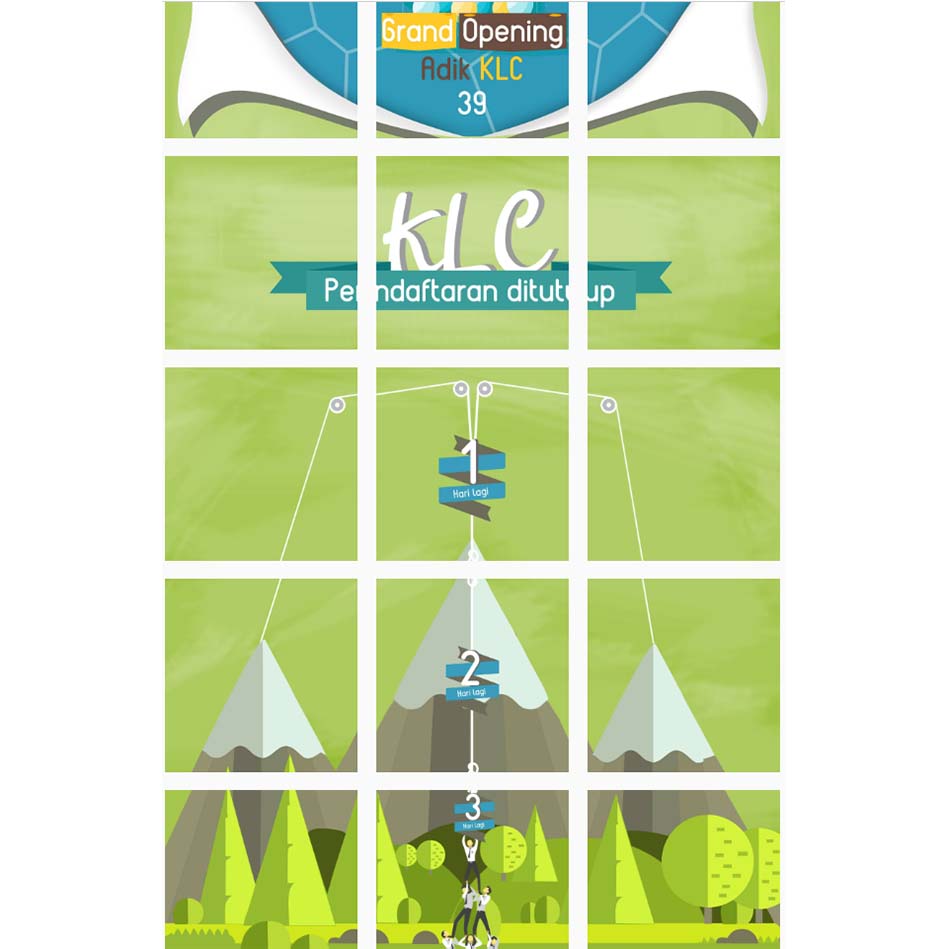 Grand Opening
Adik KLC
39
KLC
Pendaftaran ditutup
1
Hari Lagi
2
Hari Lagi
3
Hari Lagi